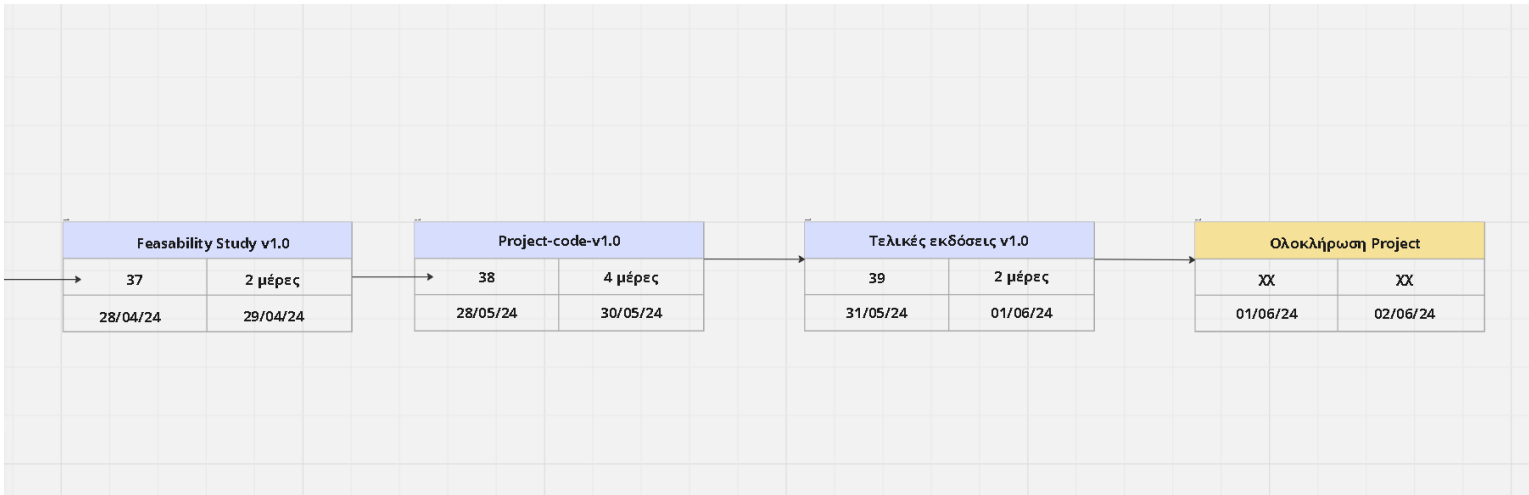 Feasability Study v1.0
37 2 μέρες
28/04/24 29/04/24
Project-code-v1.0
38 4 μέρες
28/05/24 30/05/24
Τελικές εκδόσεις v1.0
39 2 μέρες
31/05/24 01/06/24
Ολοκλήρωση Project
χχ χχ
01/06/24 02/06/24